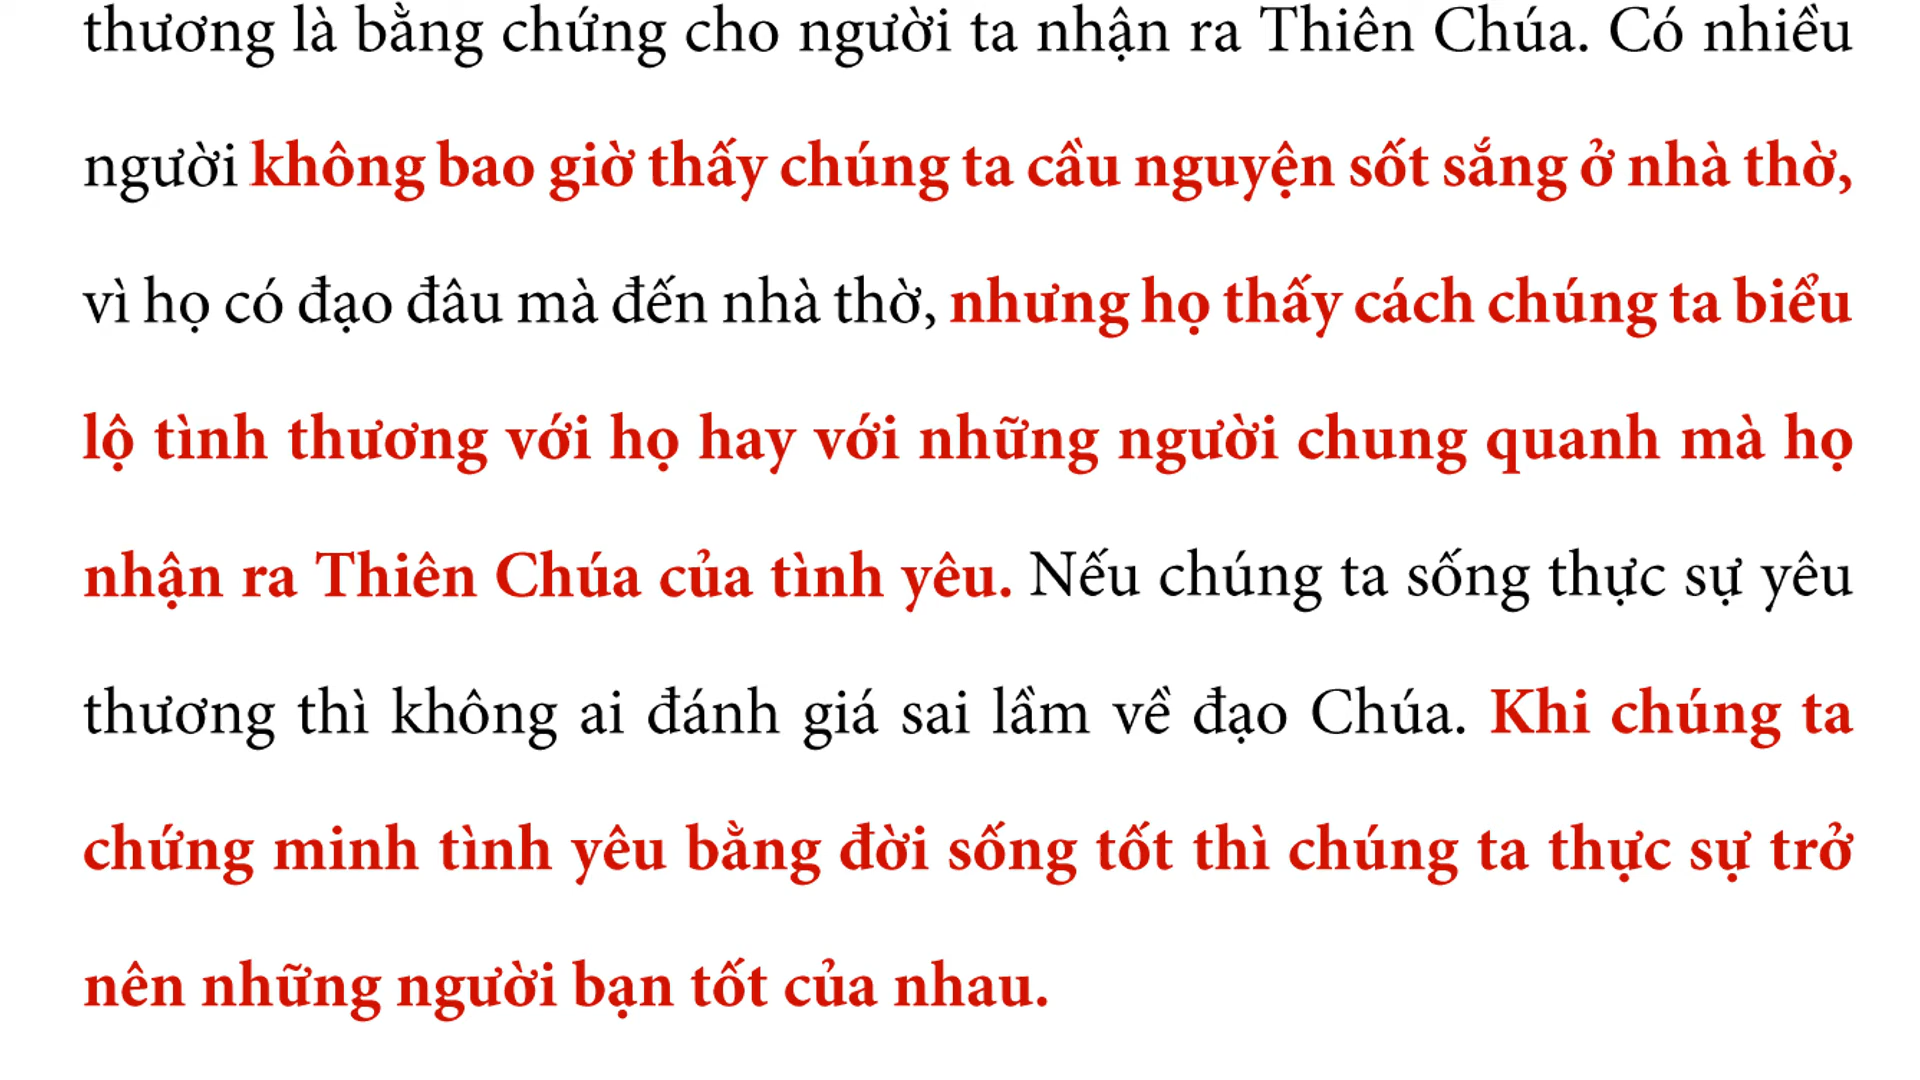 thương là bằng chứng cho người ta nhận ra Thiên Chúa. Có nhiều
người không bao giờ thấy chúng ta cầu nguyện sốt sắng ở nhà thờ,
vì họ có đạo đâu mà đến nhà thờ, nhưng họ thấy cách chúng ta biểu
lộ tình thương với họ hay với những người chung quanh mà họ
nhận ra Thiên Chúa của tình yêu. Nếu chúng ta sống thực sự yêu
thương thì không ai đánh giá sai lầm về đạo Chúa. Khi chúng ta
chứng minh tình yêu bằng đời sống tốt thì chúng ta thực sự trở
nên những người bạn tốt của nhau.